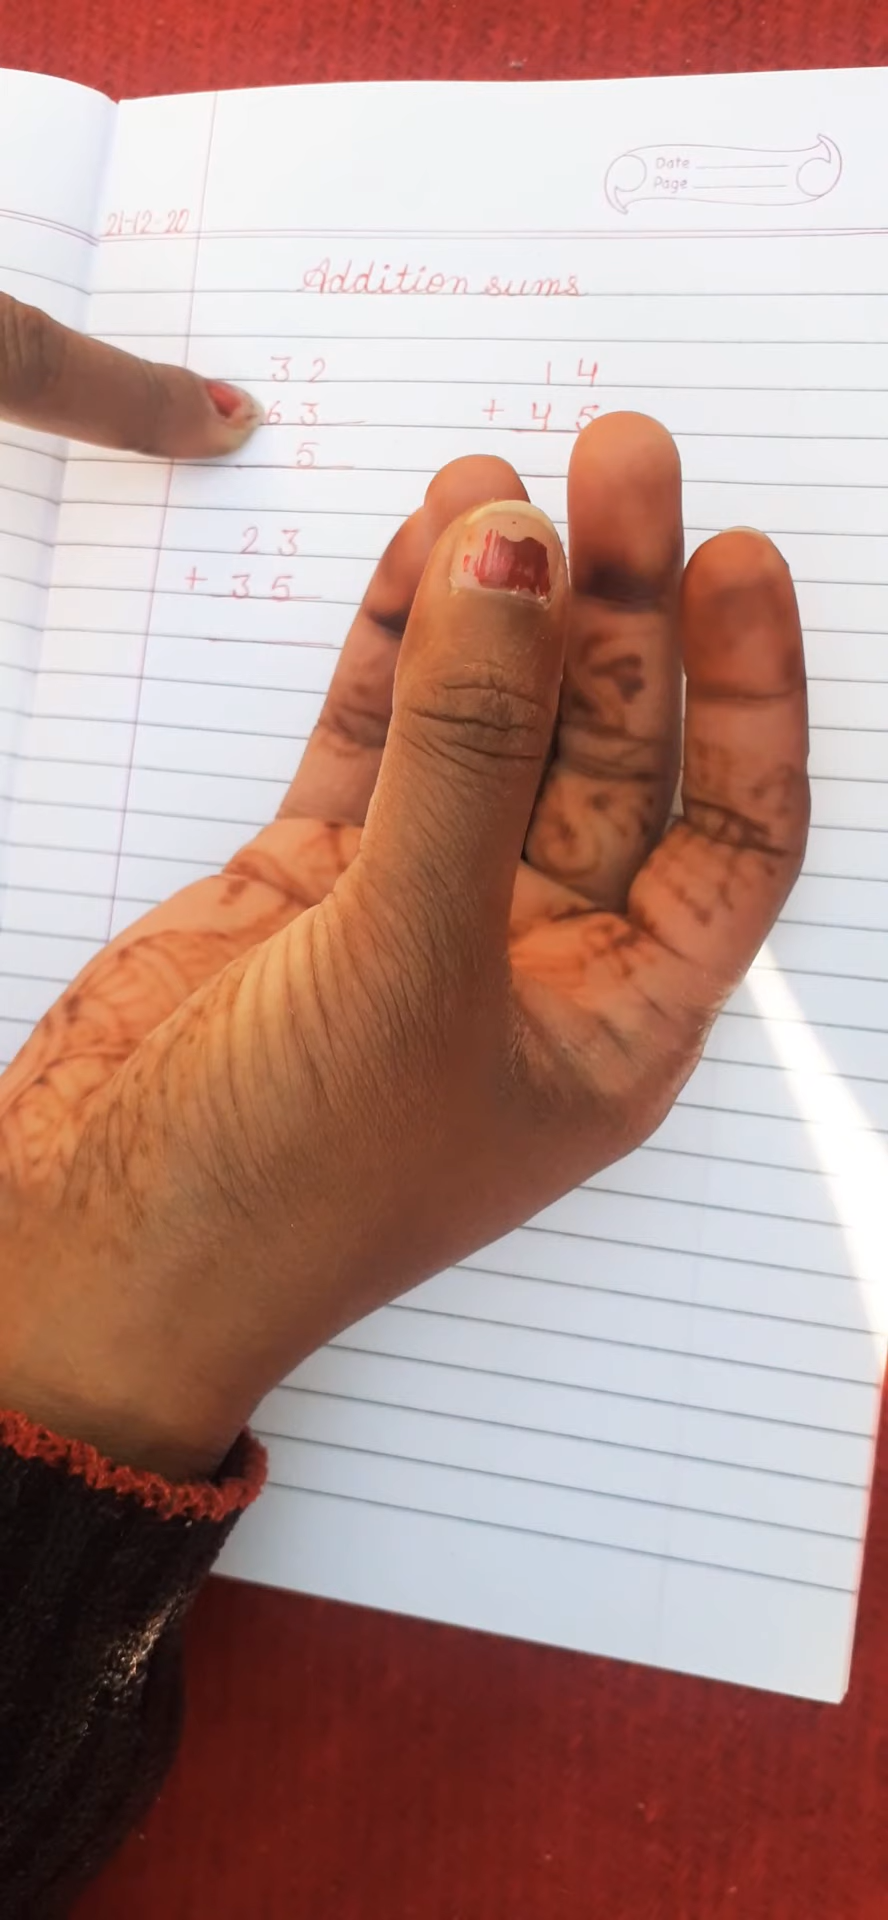 Date
Page
21-12-20
Addition sums
32
63
5
14
+ 45
23
+ 35